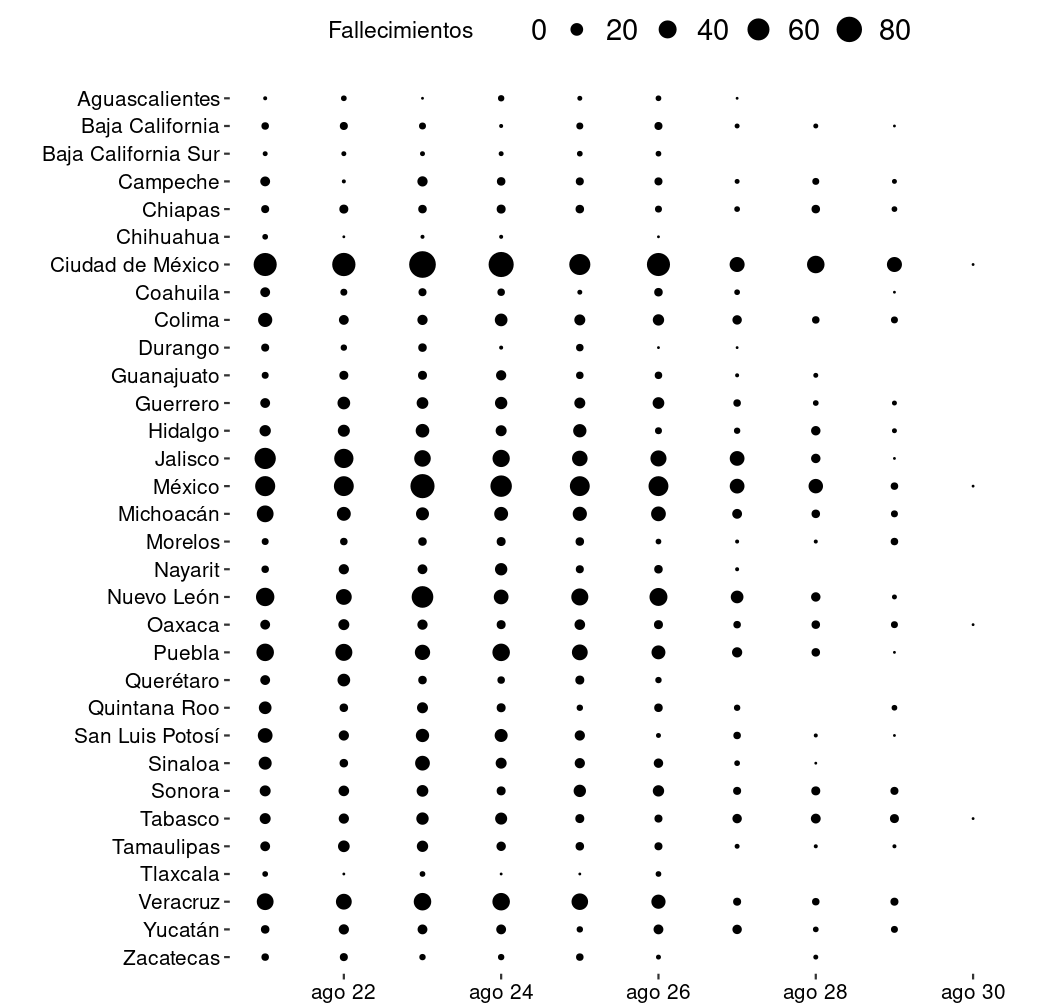 Fallecimientos 0 20 40 60 80
Aguascalientes
Baja California
Baja California Sur
Campeche
Chiapas
Chihuahua
Ciudad de México
Coahuila
Colima
Durango
Guanajuato
Guerrero
Hidalgo
Jalisco
México
Michoacán
Morelos
Nayarit
Nuevo León
Oaxaca
Puebla
Querétaro
Quintana Roo
San Luis Potosí
Sinaloa
Sonora
Tabasco
Tamaulipas
Tlaxcala
Veracruz
Yucatán
Zacatecas
ago 22 ago 24 ago 26 ago 28 ago 30